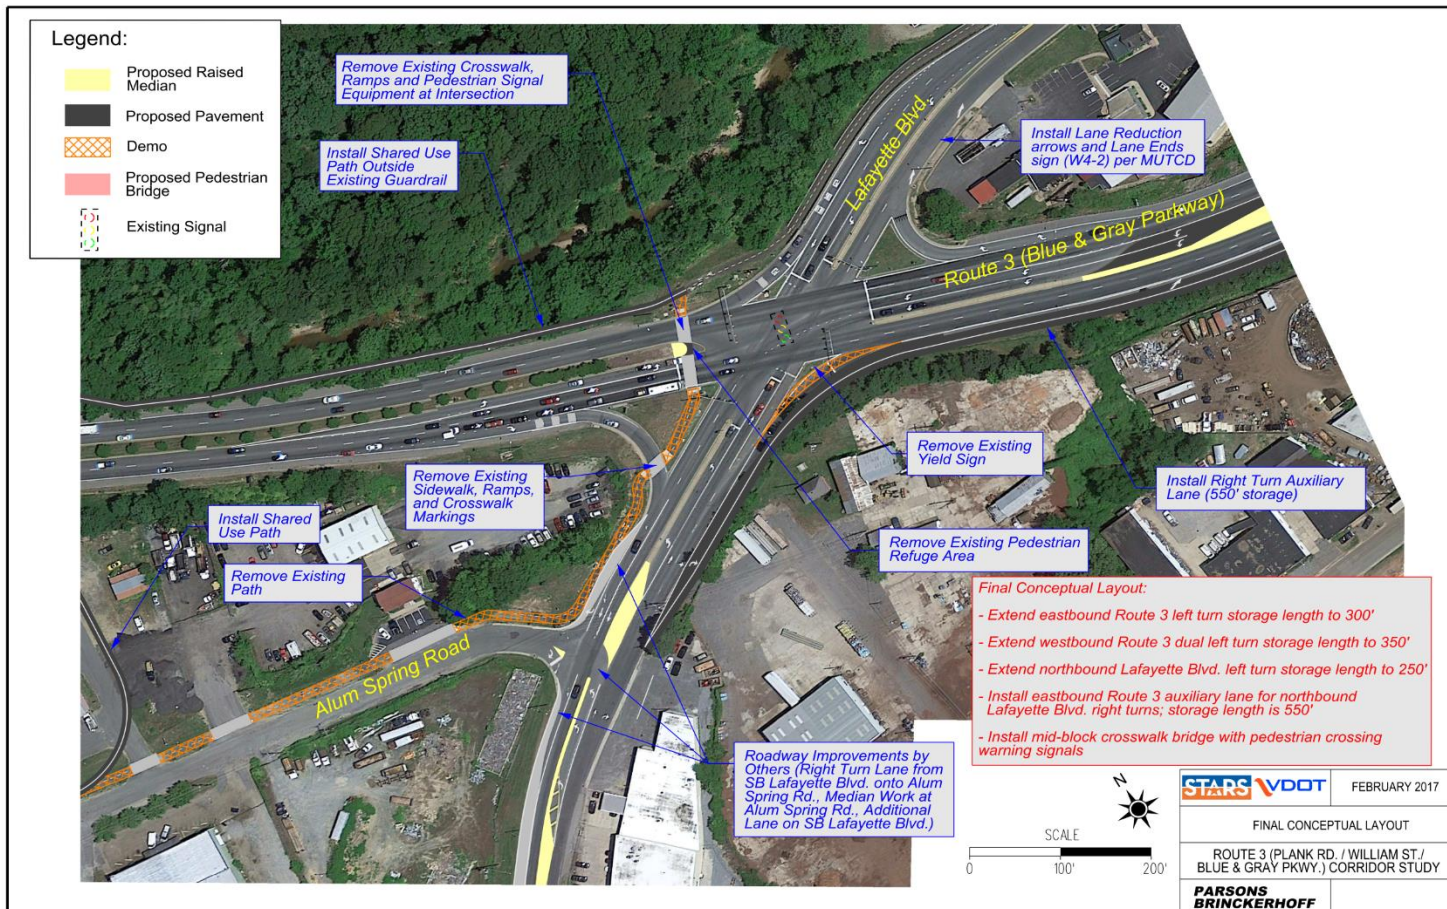 Legend:
Proposed Raised
Median
Proposed Pavement
Demo
Proposed Pedestrian
Bridge
Existing Signal
Remove Existing Crosswalk,
Ramps and Pedestrian Signal
Equipment at Intersection
Install Shared Use
Path Outside
Existing Guardrail
Lafayette Blvd.
Install Lane Reduction
arrows and Lane Ends
sign (W4-2) per MUTCD
Route 3 (Blue & Gray Parkway)
Remove Existing
Sidewalk, Ramps,
and Crosswalk
Markings
Remove Existing
Yield Sign
Install Right Turn Auxiliary
Lane (550' storage)
Install Shared
Use Path
Remove Existing Pedestrian
Refuge Area
Remove Existing
Path
Alum Spring Road
Final Conceptual Layout:
- Extend eastbound Route 3 left turn storage length to 300'
- Extend westbound Route 3 dual left turn storage length to 350'
- Extend northbound Lafayette Blvd. left turn storage length to 250'
- Install eastbound Route 3 auxiliary lane for northbound
Lafayette Blvd. right turns; storage length is 550'
- Install mid-block crosswalk bridge with pedestrian crossing
warning signals
Roadway Improvements by
Others (Right Turn Lane from
SB Lafayette Blvd. onto Alum
Spring Rd., Median Work at
Alum Spring Rd., Additional
Lane on SB Lafayette Blvd.)
N
SCALE
0 100' 200'
STARS VDOT
FEBRUARY 2017
FINAL CONCEPTUAL LAYOUT
ROUTE 3 (PLANK RD. / WILLIAM ST./
BLUE & GRAY PKWY.) CORRIDOR STUDY
PARSONS
BRINCKERHOFF